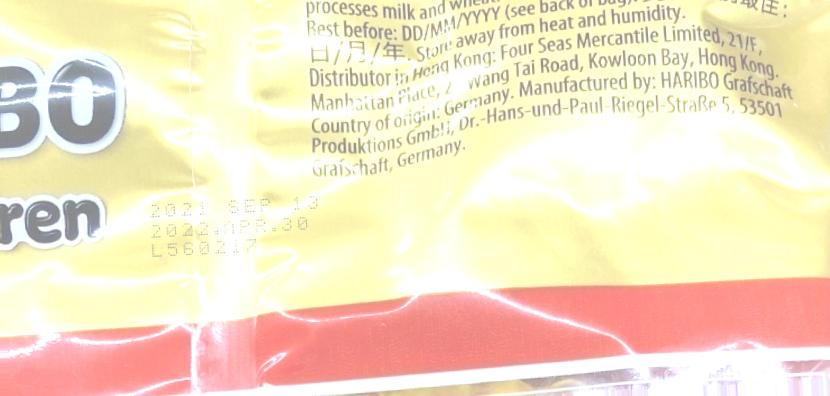 processes milk and
Best before: DD/MM/YYYY (see back of
日/月/年. Store away from heat and humidity.
Distributor in Hong Kong: Four Seas Mercantile Limited, 21/F,
Manhattan Place, Wang Tai Road, Kowloon Bay, Hong Kong.
Country of origin: Germany. Manufactured by: HARIBO Grafschaft
Produktions GmbH, Dr.-Hans-und-Paul-Riegel-Straße 5, 53501
Grafschaft, Germany.
BO
ren
2021 SEP 13
2022.APR.30
L560217